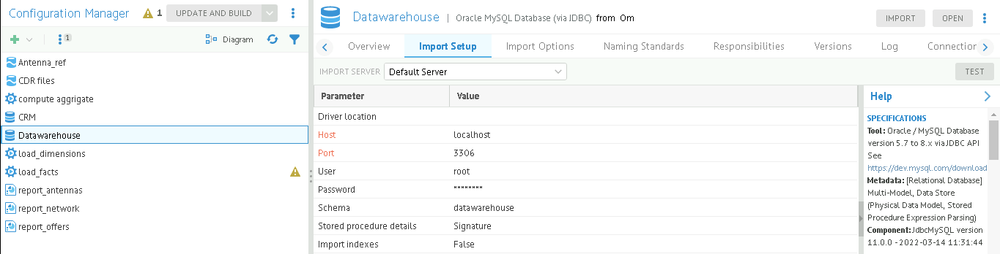 Configuration Manager
1
UPDATE AND BUILD
1
Diagram
Antenna_ref
CDR files
compute aggrigate
CRM
Datawarehouse
load_dimensions
load_facts
report_antennas
report_network
report_offers
Datawarehouse | Oracle MySQL Database (via JDBC) from Om
IMPORT
OPEN
Overview
Import Setup
Import Options
Naming Standards
Responsibilities
Versions
Log
Connection
IMPORT SERVER
Default Server
TEST
Parameter Value
Driver location
Host localhost
Port 3306
User root
Password ********
Schema datawarehouse
Stored procedure details Signature
Import indexes False
Help
SPECIFICATIONS
Tool: Oracle / MySQL Database
version 5.7 to 8.x via JDBC API
See
https://dev.mysql.com/download
Metadata: [Relational Database]
Multi-Model, Data Store
(Physical Data Model, Stored
Procedure Expression Parsing)
Component: JdbcMySQL version
11.0.0 - 2022-03-14 11:31:44